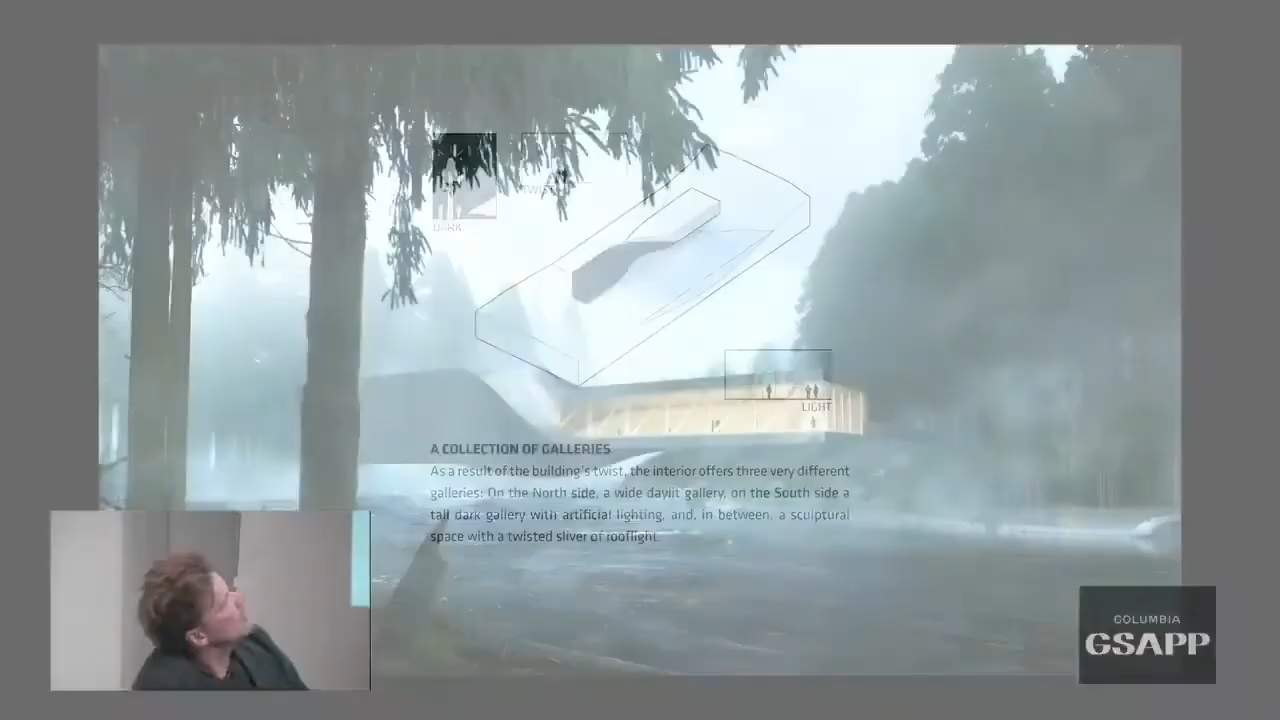 TWIST
DARK
LIGHT
A COLLECTION OF GALLERIES
As a result of the building's twist, the interior offers three very different
galleries: On the North side, a wide daylit gallery, on the South side a
tall dark gallery with artificial lighting, and, in between, a sculptural
space with a twisted sliver of rooflight.
COLUMBIA
GSAPP